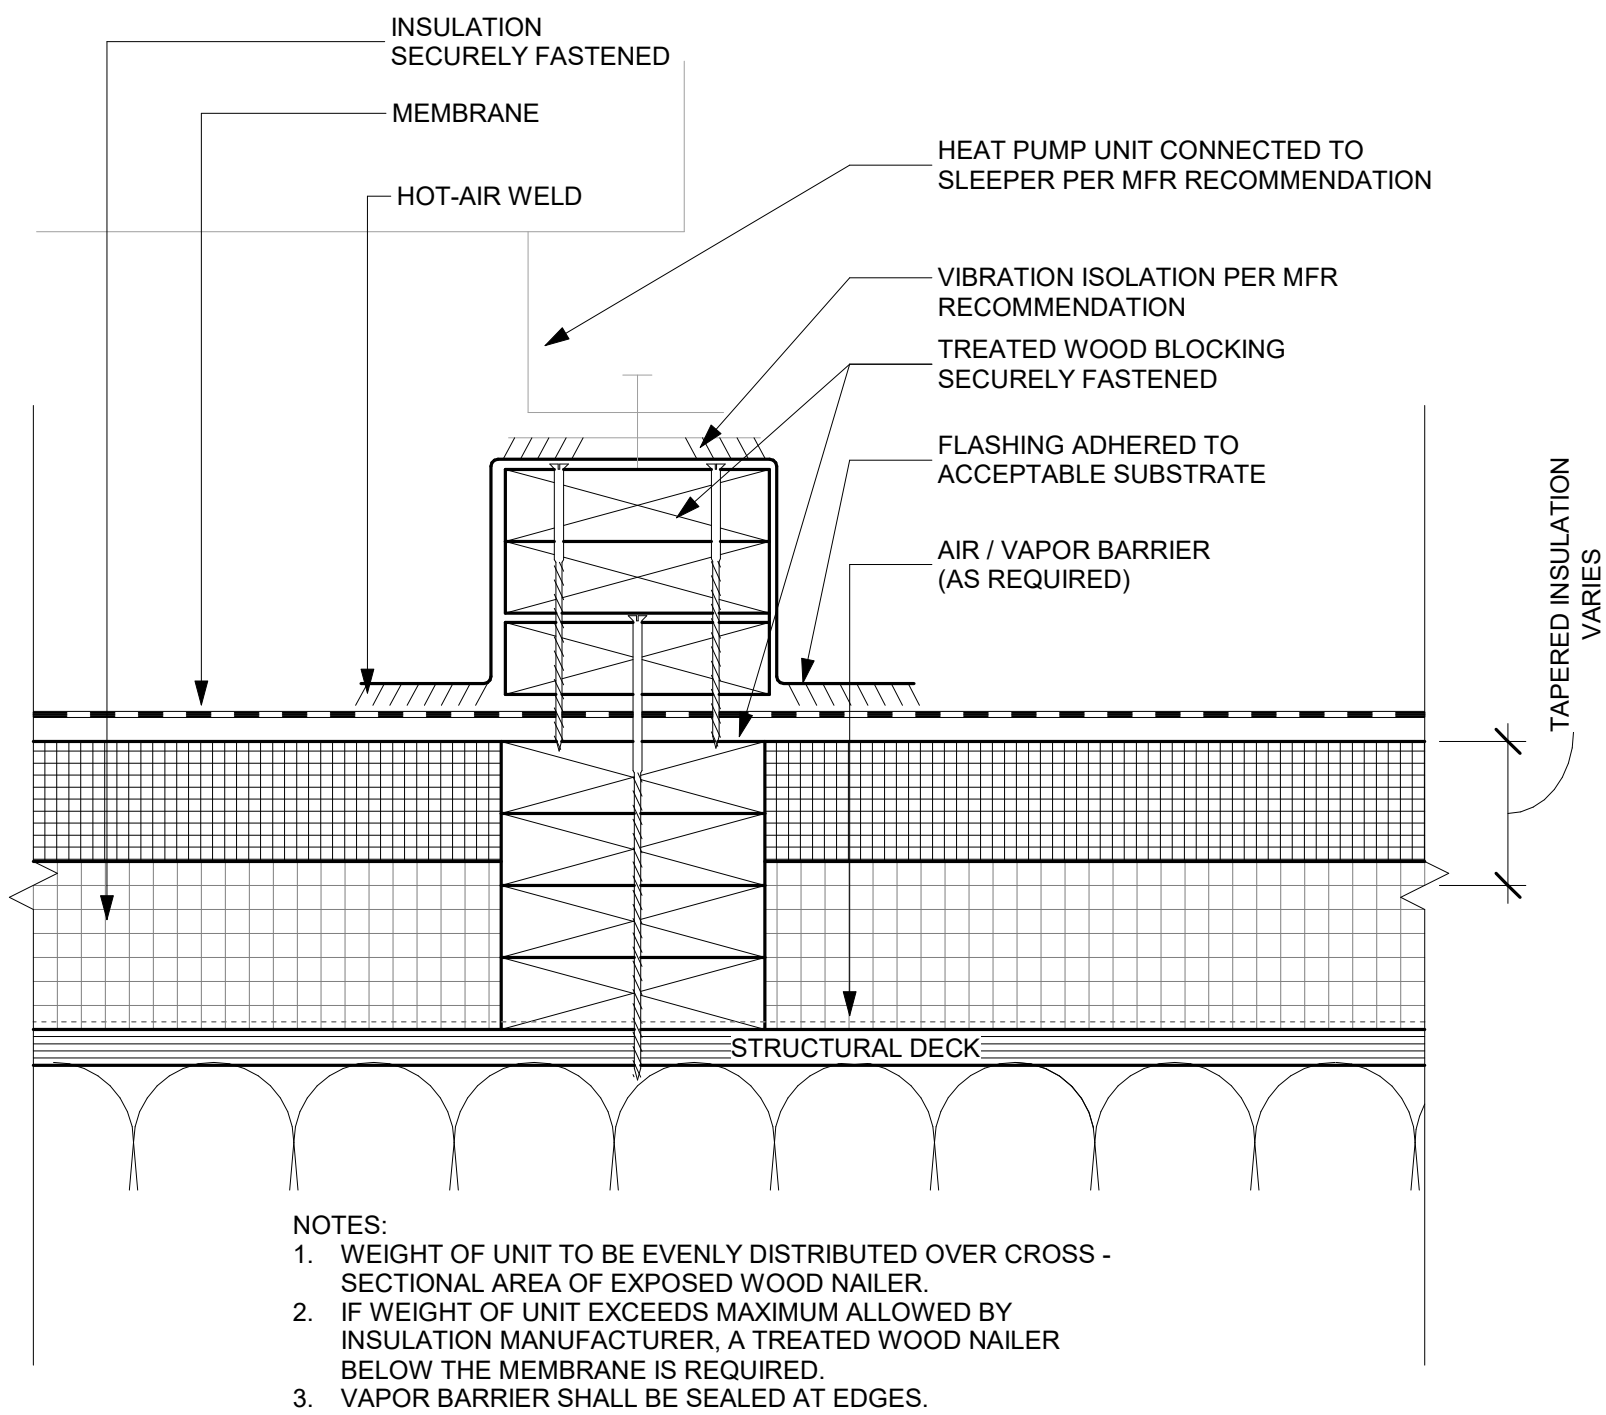 INSULATION
SECURELY FASTENED
MEMBRANE
HOT-AIR WELD
HEAT PUMP UNIT CONNECTED TO
SLEEPER PER MFR RECOMMENDATION
VIBRATION ISOLATION PER MFR
RECOMMENDATION
TREATED WOOD BLOCKING
SECURELY FASTENED
FLASHING ADHERED TO
ACCEPTABLE SUBSTRATE
AIR / VAPOR BARRIER
(AS REQUIRED)
TAPERED INSULATION
VARIES
STRUCTURAL DECK
NOTES:
1. WEIGHT OF UNIT TO BE EVENLY DISTRIBUTED OVER CROSS -
SECTIONAL AREA OF EXPOSED WOOD NAILER.
2. IF WEIGHT OF UNIT EXCEEDS MAXIMUM ALLOWED BY
INSULATION MANUFACTURER, A TREATED WOOD NAILER
BELOW THE MEMBRANE IS REQUIRED.
3. VAPOR BARRIER SHALL BE SEALED AT EDGES.